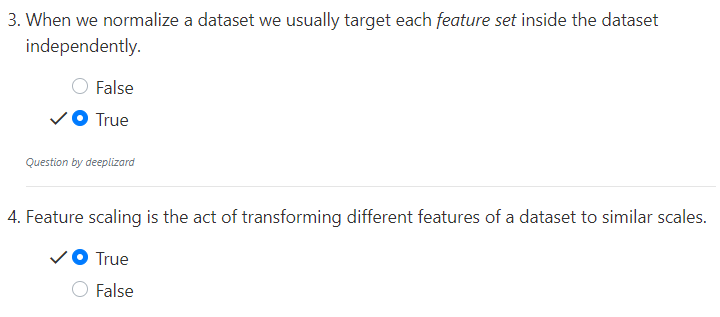 3. When we normalize a dataset we usually target each feature set inside the dataset
independently.
False
True
Question by deeplizard
4. Feature scaling is the act of transforming different features of a dataset to similar scales.
True
False